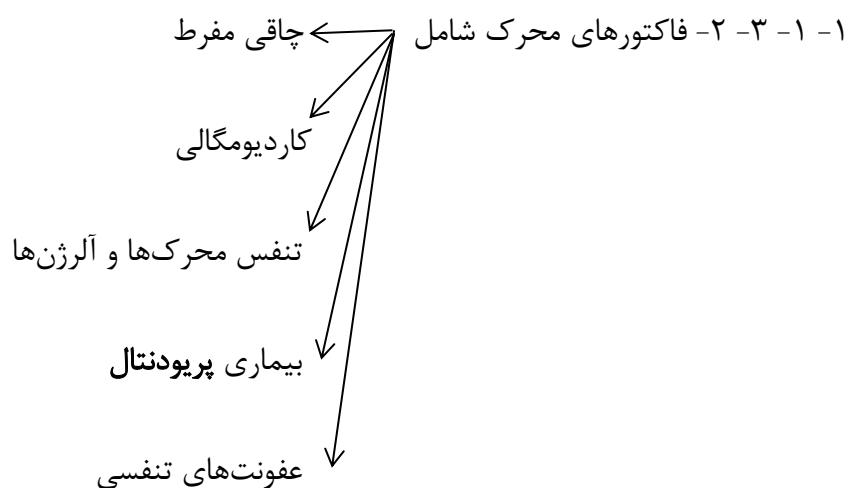 ۱- ۱- ۳- ۲- فاکتورهای محرک شامل چاقی مفرط
کاردیومگالی
تنفس محرک‌ها و آلرژن‌ها
بیماری پریودنتال
عفونت‌های تنفسی